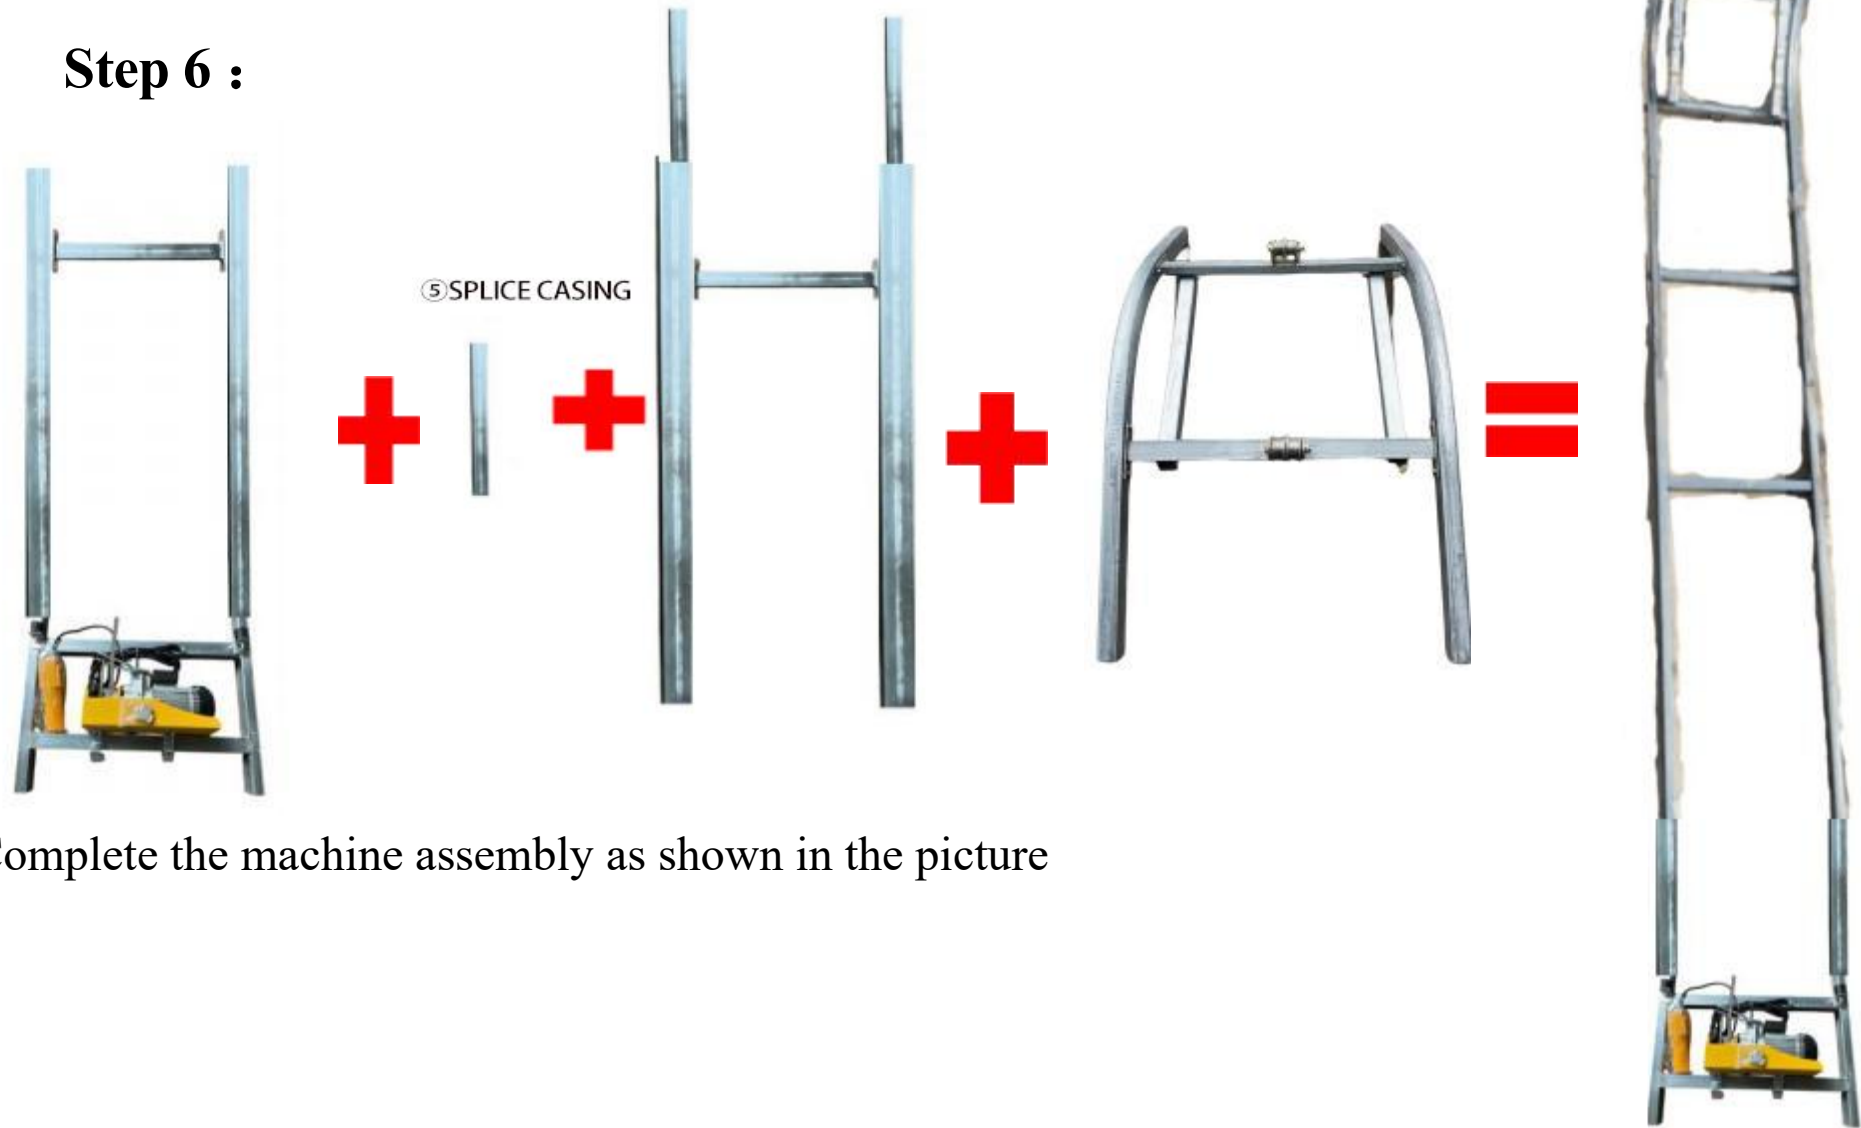 Step 6：
⑤SPLICE CASING
omplete the machine assembly as shown in the picture